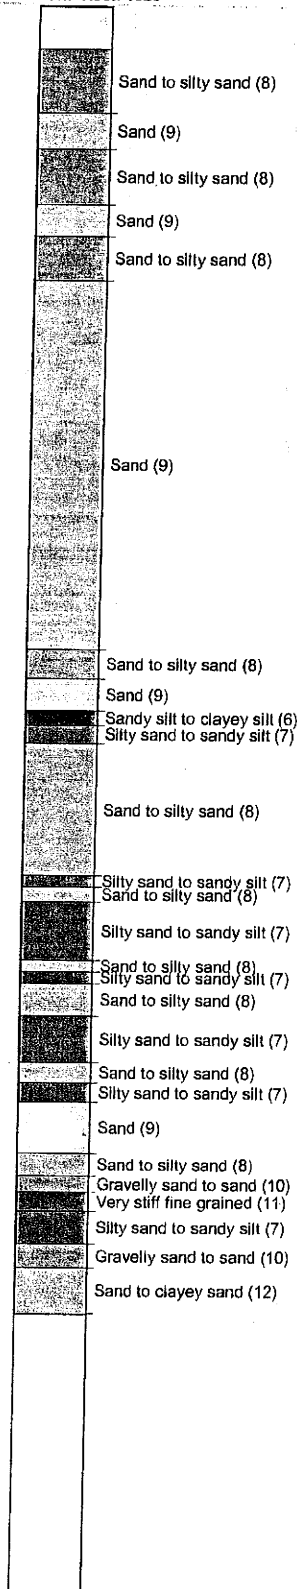 Sand to silty sand (8)
Sand (9)
Sand to silty sand (8)
Sand (9)
Sand to silty sand (8)
Sand (9)
Sand to silty sand (8)
Sand (9)
Sandy silt to clayey silt (6)
Silty sand to sandy silt (7)
Sand to silty sand (8)
Silty sand to sandy silt (7)
Sand to silty sand (8)
Silty sand to sandy silt (7)
Sand to silty sand (8)
Silty sand to sandy silt (7)
Sand to silty sand (8)
Silty sand to sandy silt (7)
Sand to silty sand (8)
Silty sand to sandy silt (7)
Sand (9)
Sand to silty sand (8)
Gravelly sand to sand (10)
Very stiff fine grained (11)
Silty sand to sandy silt (7)
Gravelly sand to sand (10)
Sand to clayey sand (12)